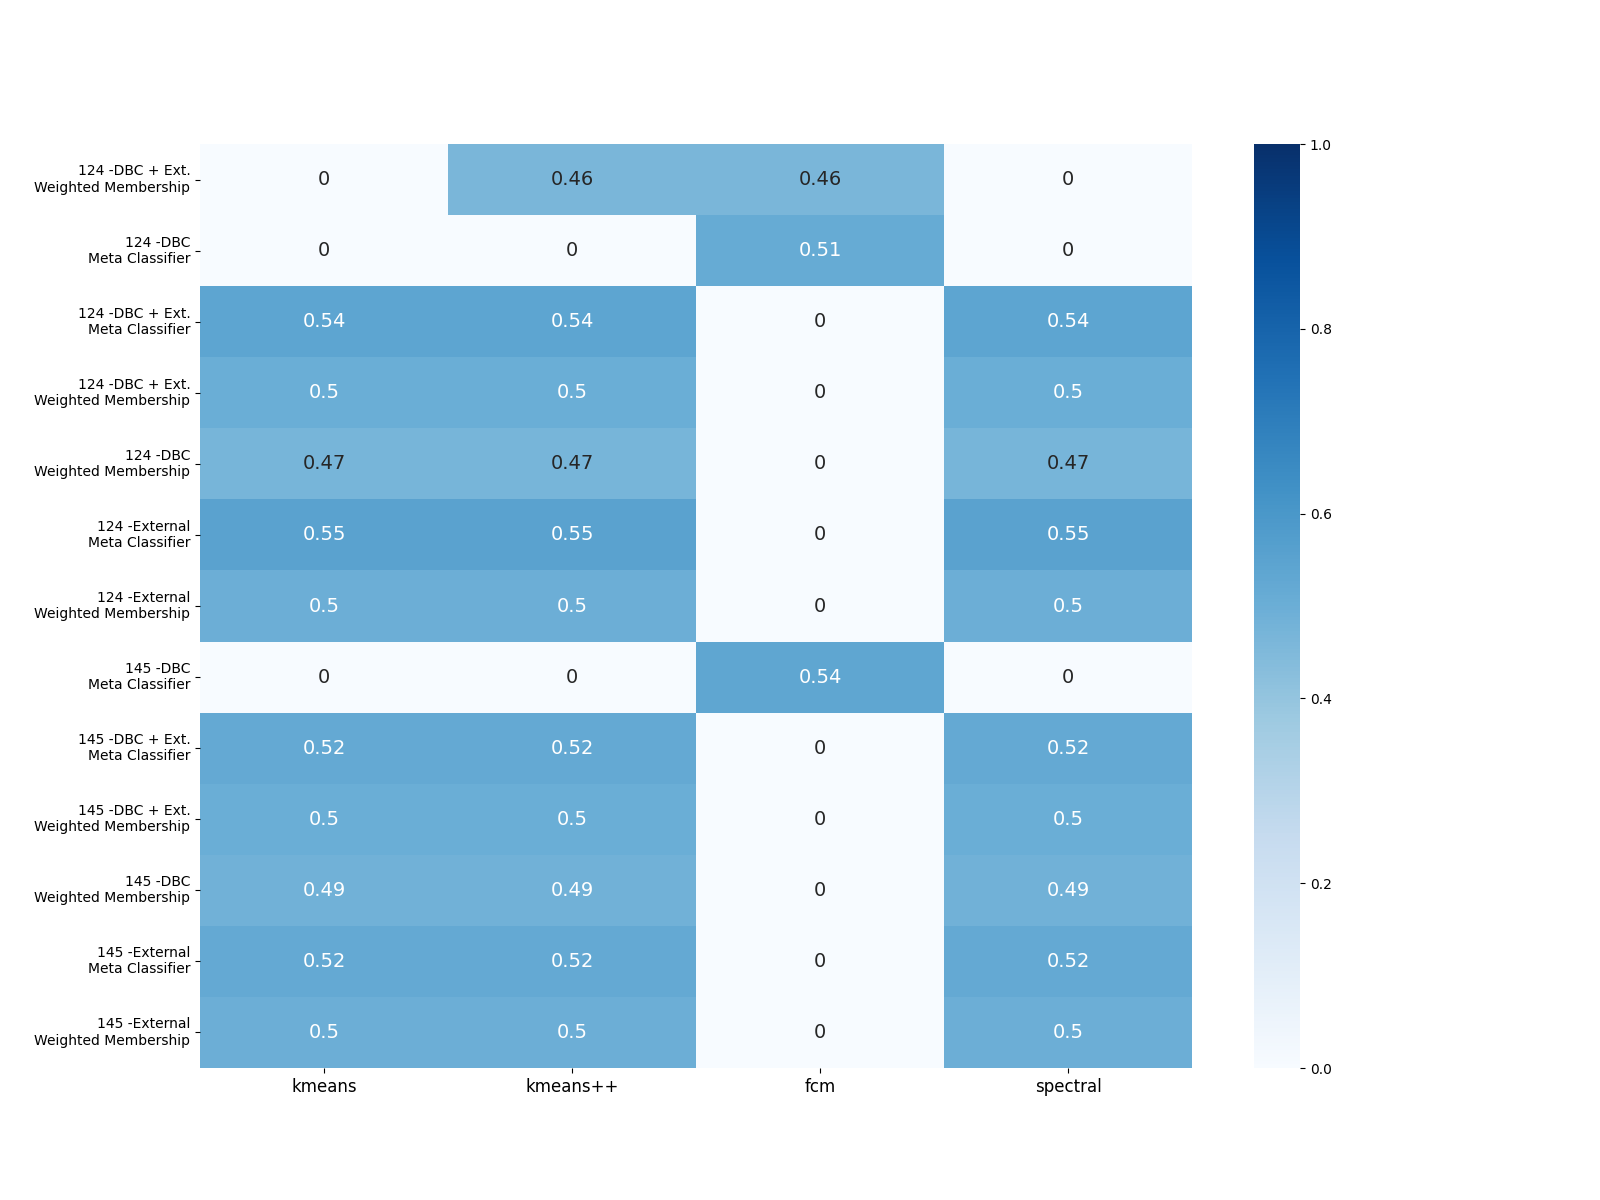 124 -DBC + Ext.
Weighted Membership
0 0.46 0.46 0
124 -DBC
Meta Classifier
0 0 0.51 0
124 -DBC + Ext.
Meta Classifier
0.54 0.54 0 0.54
124 -DBC + Ext.
Weighted Membership
0.5 0.5 0 0.5
124 -DBC
Weighted Membership
0.47 0.47 0 0.47
124 -External
Meta Classifier
0.55 0.55 0 0.55
124 -External
Weighted Membership
0.5 0.5 0 0.5
145 -DBC
Meta Classifier
0 0 0.54 0
145 -DBC + Ext.
Meta Classifier
0.52 0.52 0 0.52
145 -DBC + Ext.
Weighted Membership
0.5 0.5 0 0.5
145 -DBC
Weighted Membership
0.49 0.49 0 0.49
145 -External
Meta Classifier
0.52 0.52 0 0.52
145 -External
Weighted Membership
0.5 0.5 0 0.5
kmeans kmeans++ fcm spectral
1.0
0.8
0.6
0.4
0.2
0.0